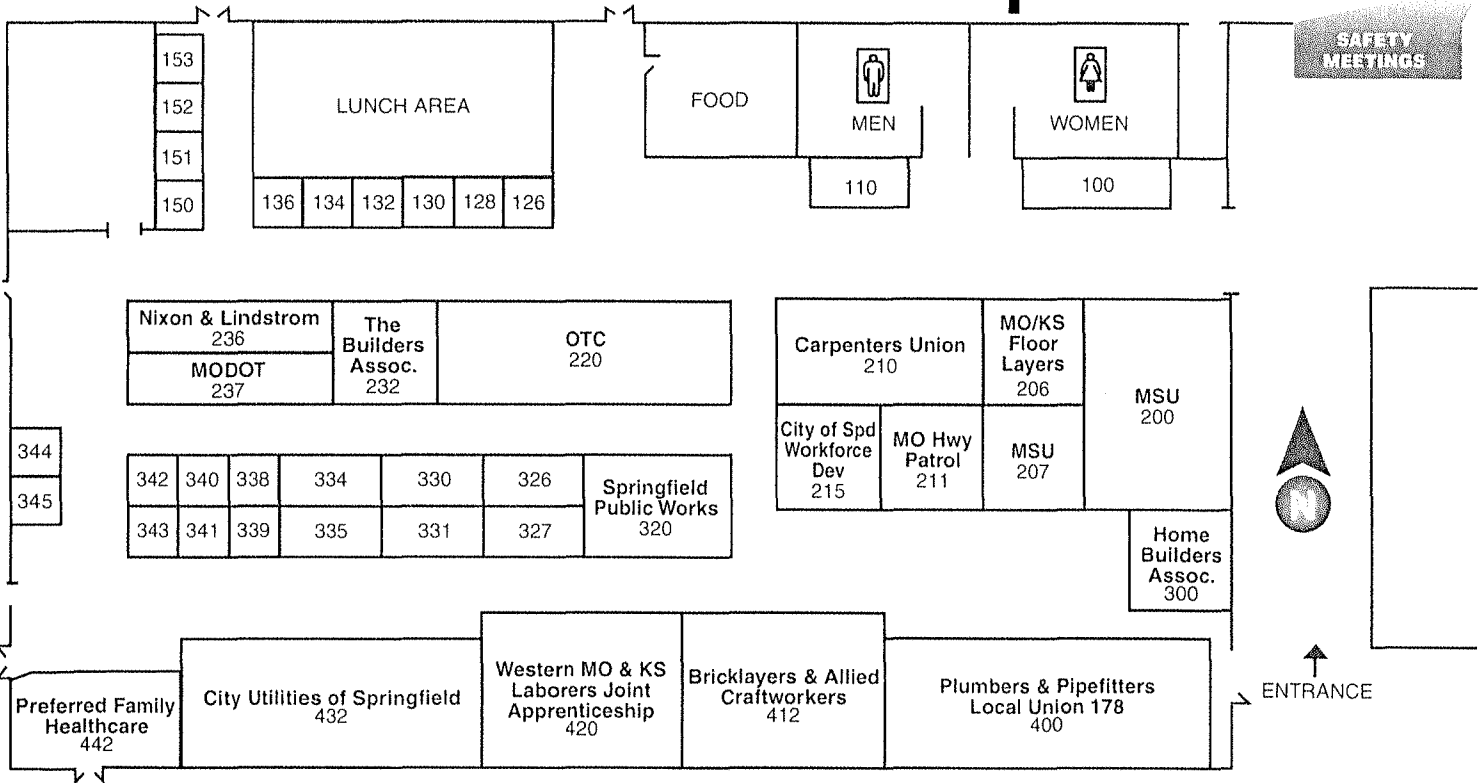 SAFETY
MEETINGS
153
152
151
150
LUNCH AREA
136 134 132 130 128 126
FOOD
MEN
WOMEN
110
100
Nixon & Lindstrom
236
MODOT
237
The
Builders
Assoc.
232
OTC
220
Carpenters Union
210
MO/KS
Floor
Layers
206
MSU
200
City of Spd
Workforce
Dev
215
MO Hwy
Patrol
211
MSU
207
344
345
342 340 338 334 330 326
343 341 339 335 331 327
Springfield
Public Works
320
N
Home
Builders
Assoc.
300
ENTRANCE
Preferred Family
Healthcare
442
City Utilities of Springfield
432
Western MO & KS
Laborers Joint
Apprenticeship
420
Bricklayers & Allied
Craftworkers
412
Plumbers & Pipefitters
Local Union 178
400